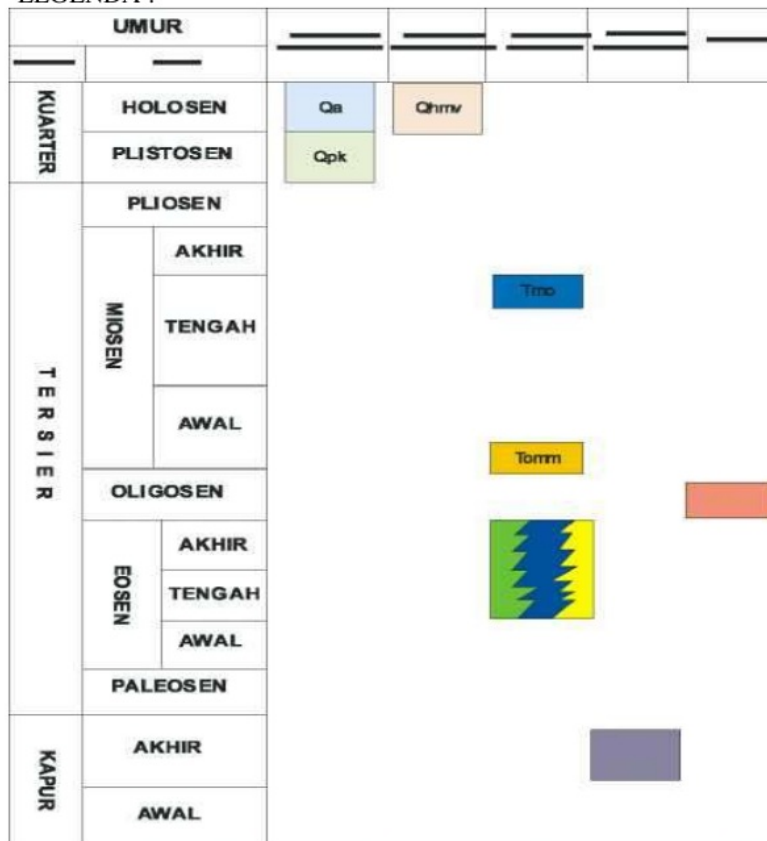 UMUR
KUARTER
HOLOSEN
Qa
Qhmv
PLISTOSEN
Qpk
TERSIER
PLIOSEN
MIOSEN
AKHIR
TENGAH
Tmo
AWAL
Tomm
OLIGOSEN
EOSEN
AKHIR
TENGAH
AWAL
PALEOSEN
KAPUR
AKHIR
AWAL